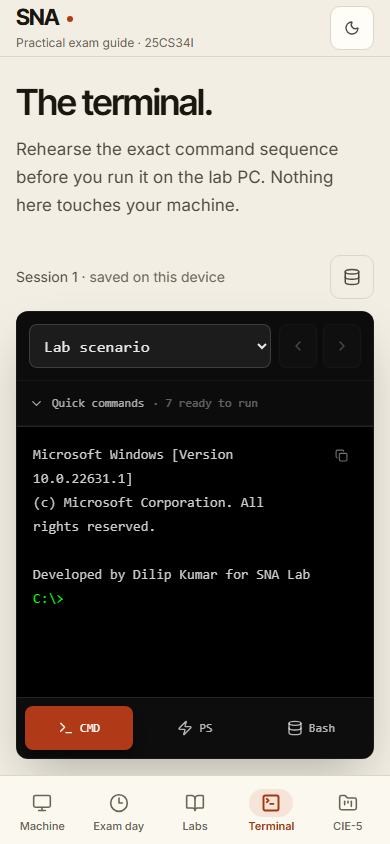 SNA
Practical exam guide · 25CS34I
The terminal.
Rehearse the exact command sequence
before you run it on the lab PC. Nothing
here touches your machine.
Session 1 · saved on this device
Lab scenario
Quick commands · 7 ready to run
Microsoft Windows [Version
10.0.22631.1]
(c) Microsoft Corporation. All
rights reserved.
Developed by Dilip Kumar for SNA Lab
C:\>
CMD
PS
Bash
Machine
Exam day
Labs
Terminal
CIE-5